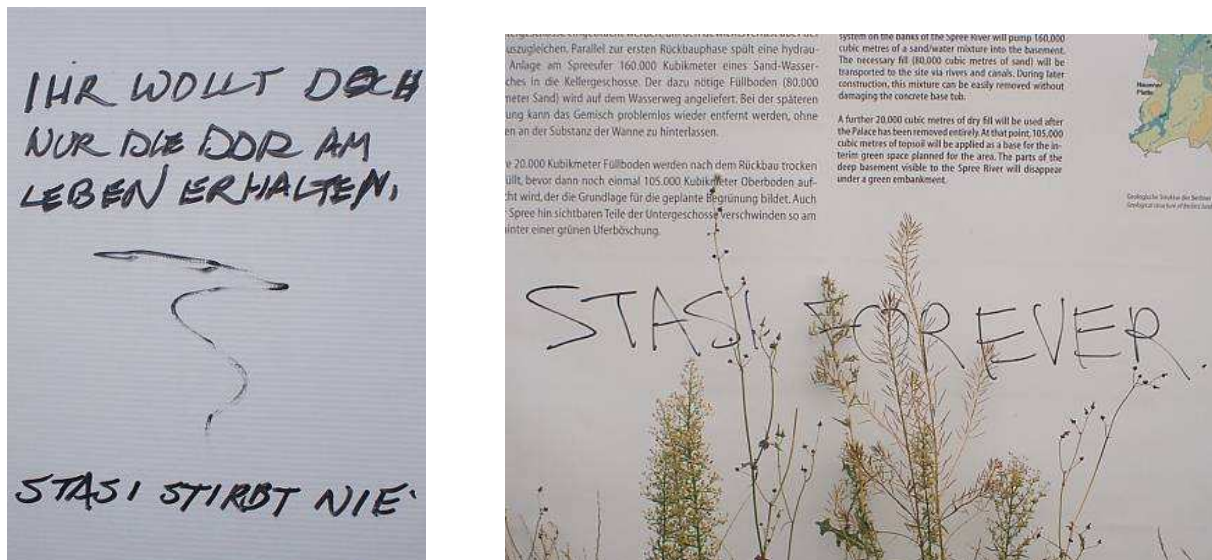 IHR WOLLT DOCH
NUR DIE DDR AM
LEBEN ERHALTEN.
STASI STIRBT NIE.
uszugleichen. Parallel zur ersten Rückbauphase spült eine hydrau-
Anlage am Spreeufer 160.000 Kubikmeter eines Sand-Wasser-
ches in die Kellergeschosse. Der dazu nötige Füllboden (80.000
meter Sand) wird auf dem Wasserweg angeliefert. Bei der späteren
ung kann das Gemisch problemlos wieder entfernt werden, ohne
en an der Substanz der Wanne zu hinterlassen.
e 20.000 Kubikmeter Füllboden werden nach dem Rückbau trocken
üllt, bevor dann noch einmal 105.000 Kubikmeter Oberboden auf-
cht wird, der die Grundlage für die geplante Begrünung bildet. Auch
Spree hin sichtbaren Teile der Untergeschosse verschwinden so am
hinter einer grünen Uferböschung.
system on the banks of the Spree River will pump 160,000
cubic metres of a sand/water mixture into the basement.
The necessary fill (80,000 cubic metres of sand) will be
transported to the site via rivers and canals. During later
construction, this mixture can be easily removed without
damaging the concrete base tub.
A further 20,000 cubic metres of dry fill will be used after
the Palace has been removed entirely. At that point, 105,000
cubic metres of topsoil will be applied as a base for the in-
terim green space planned for the area. The parts of the
deep basement visible to the Spree River will disappear
under a green embankment.
Nauener
Platte
Geologische Struktur der Berliner
Geological structure of the
STASI FOREVER.